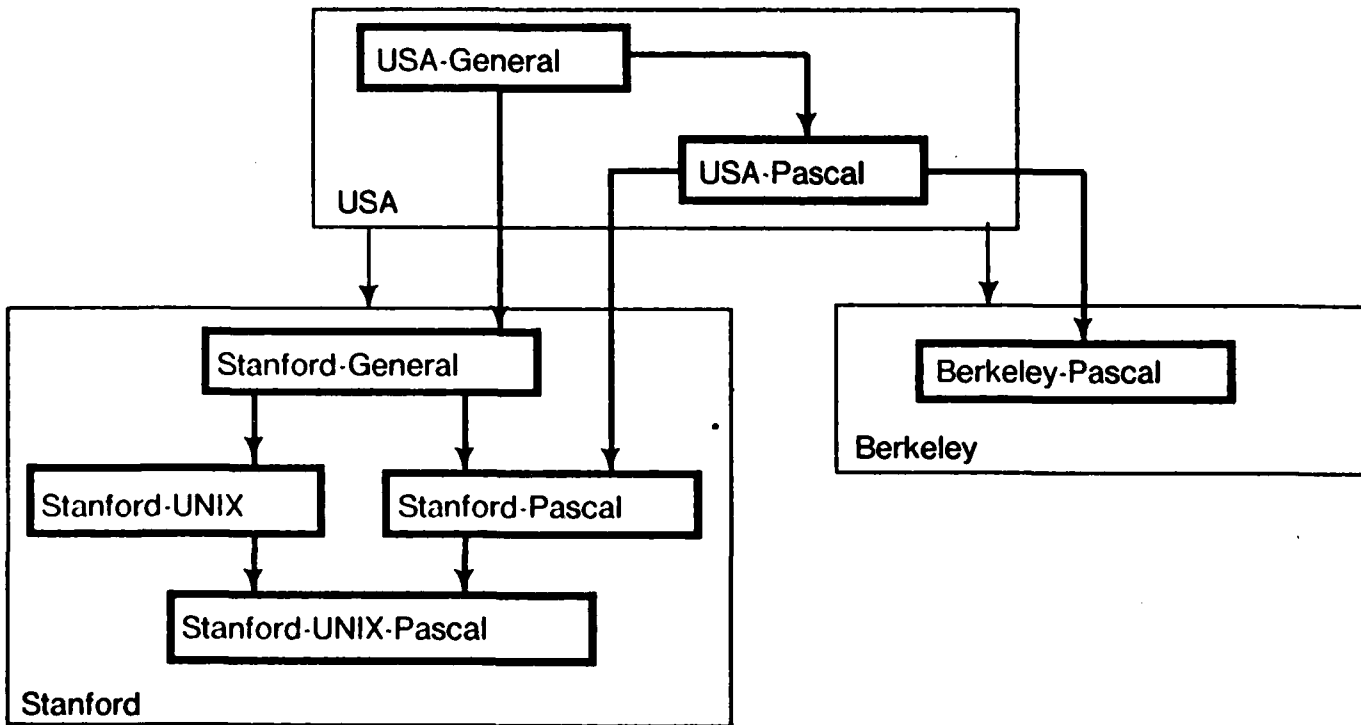 USA-General
USA-Pascal
USA
Stanford-General
Berkeley-Pascal
Berkeley
Stanford-UNIX
Stanford-Pascal
Stanford-UNIX-Pascal
Stanford